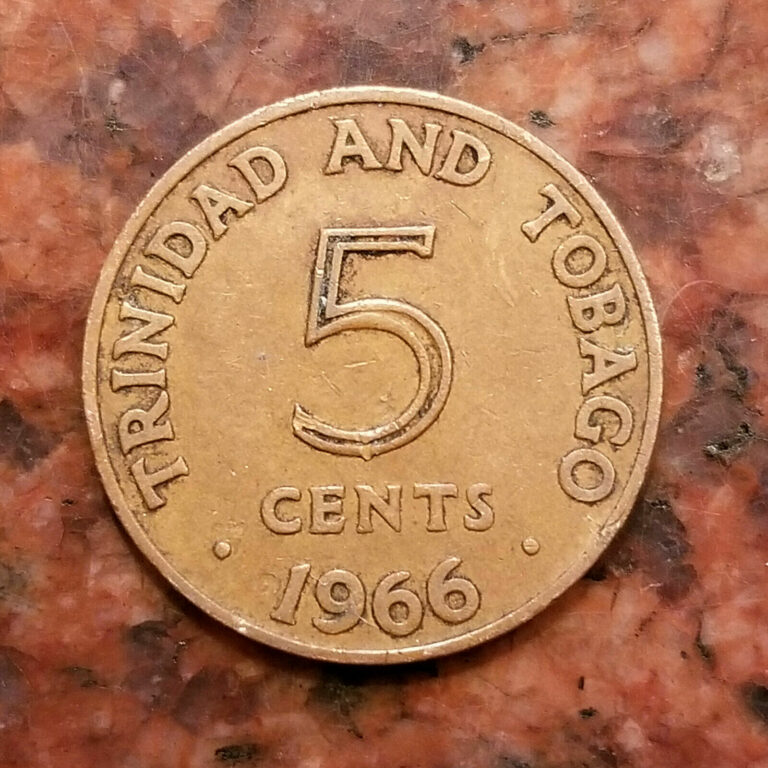 TRINIDAD AND TOBAGO
5
CENTS
1966